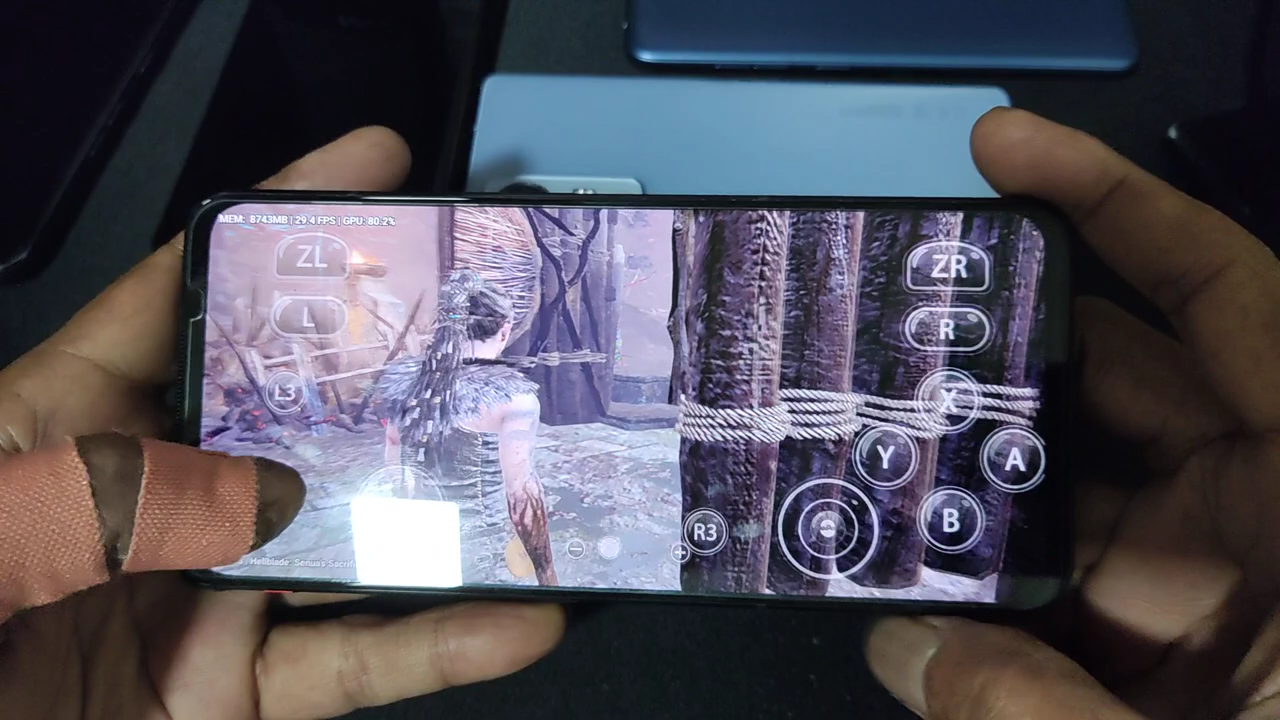 MEM: 8743MB | 29.4 FPS | GPU: 80.2%
ZL
ZR
L
R
L3
X
Y
A
R3
B
Hellblade: Senua's Sacrifi